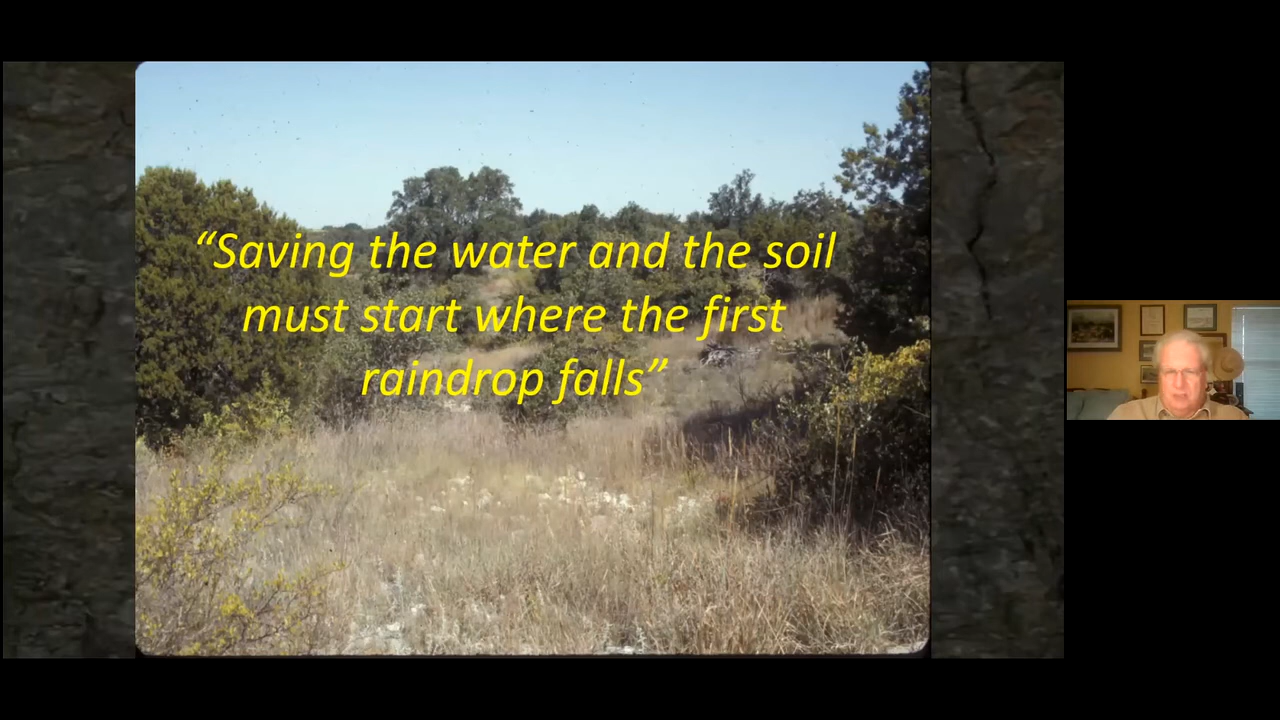 “Saving the water and the soil
must start where the first
raindrop falls”